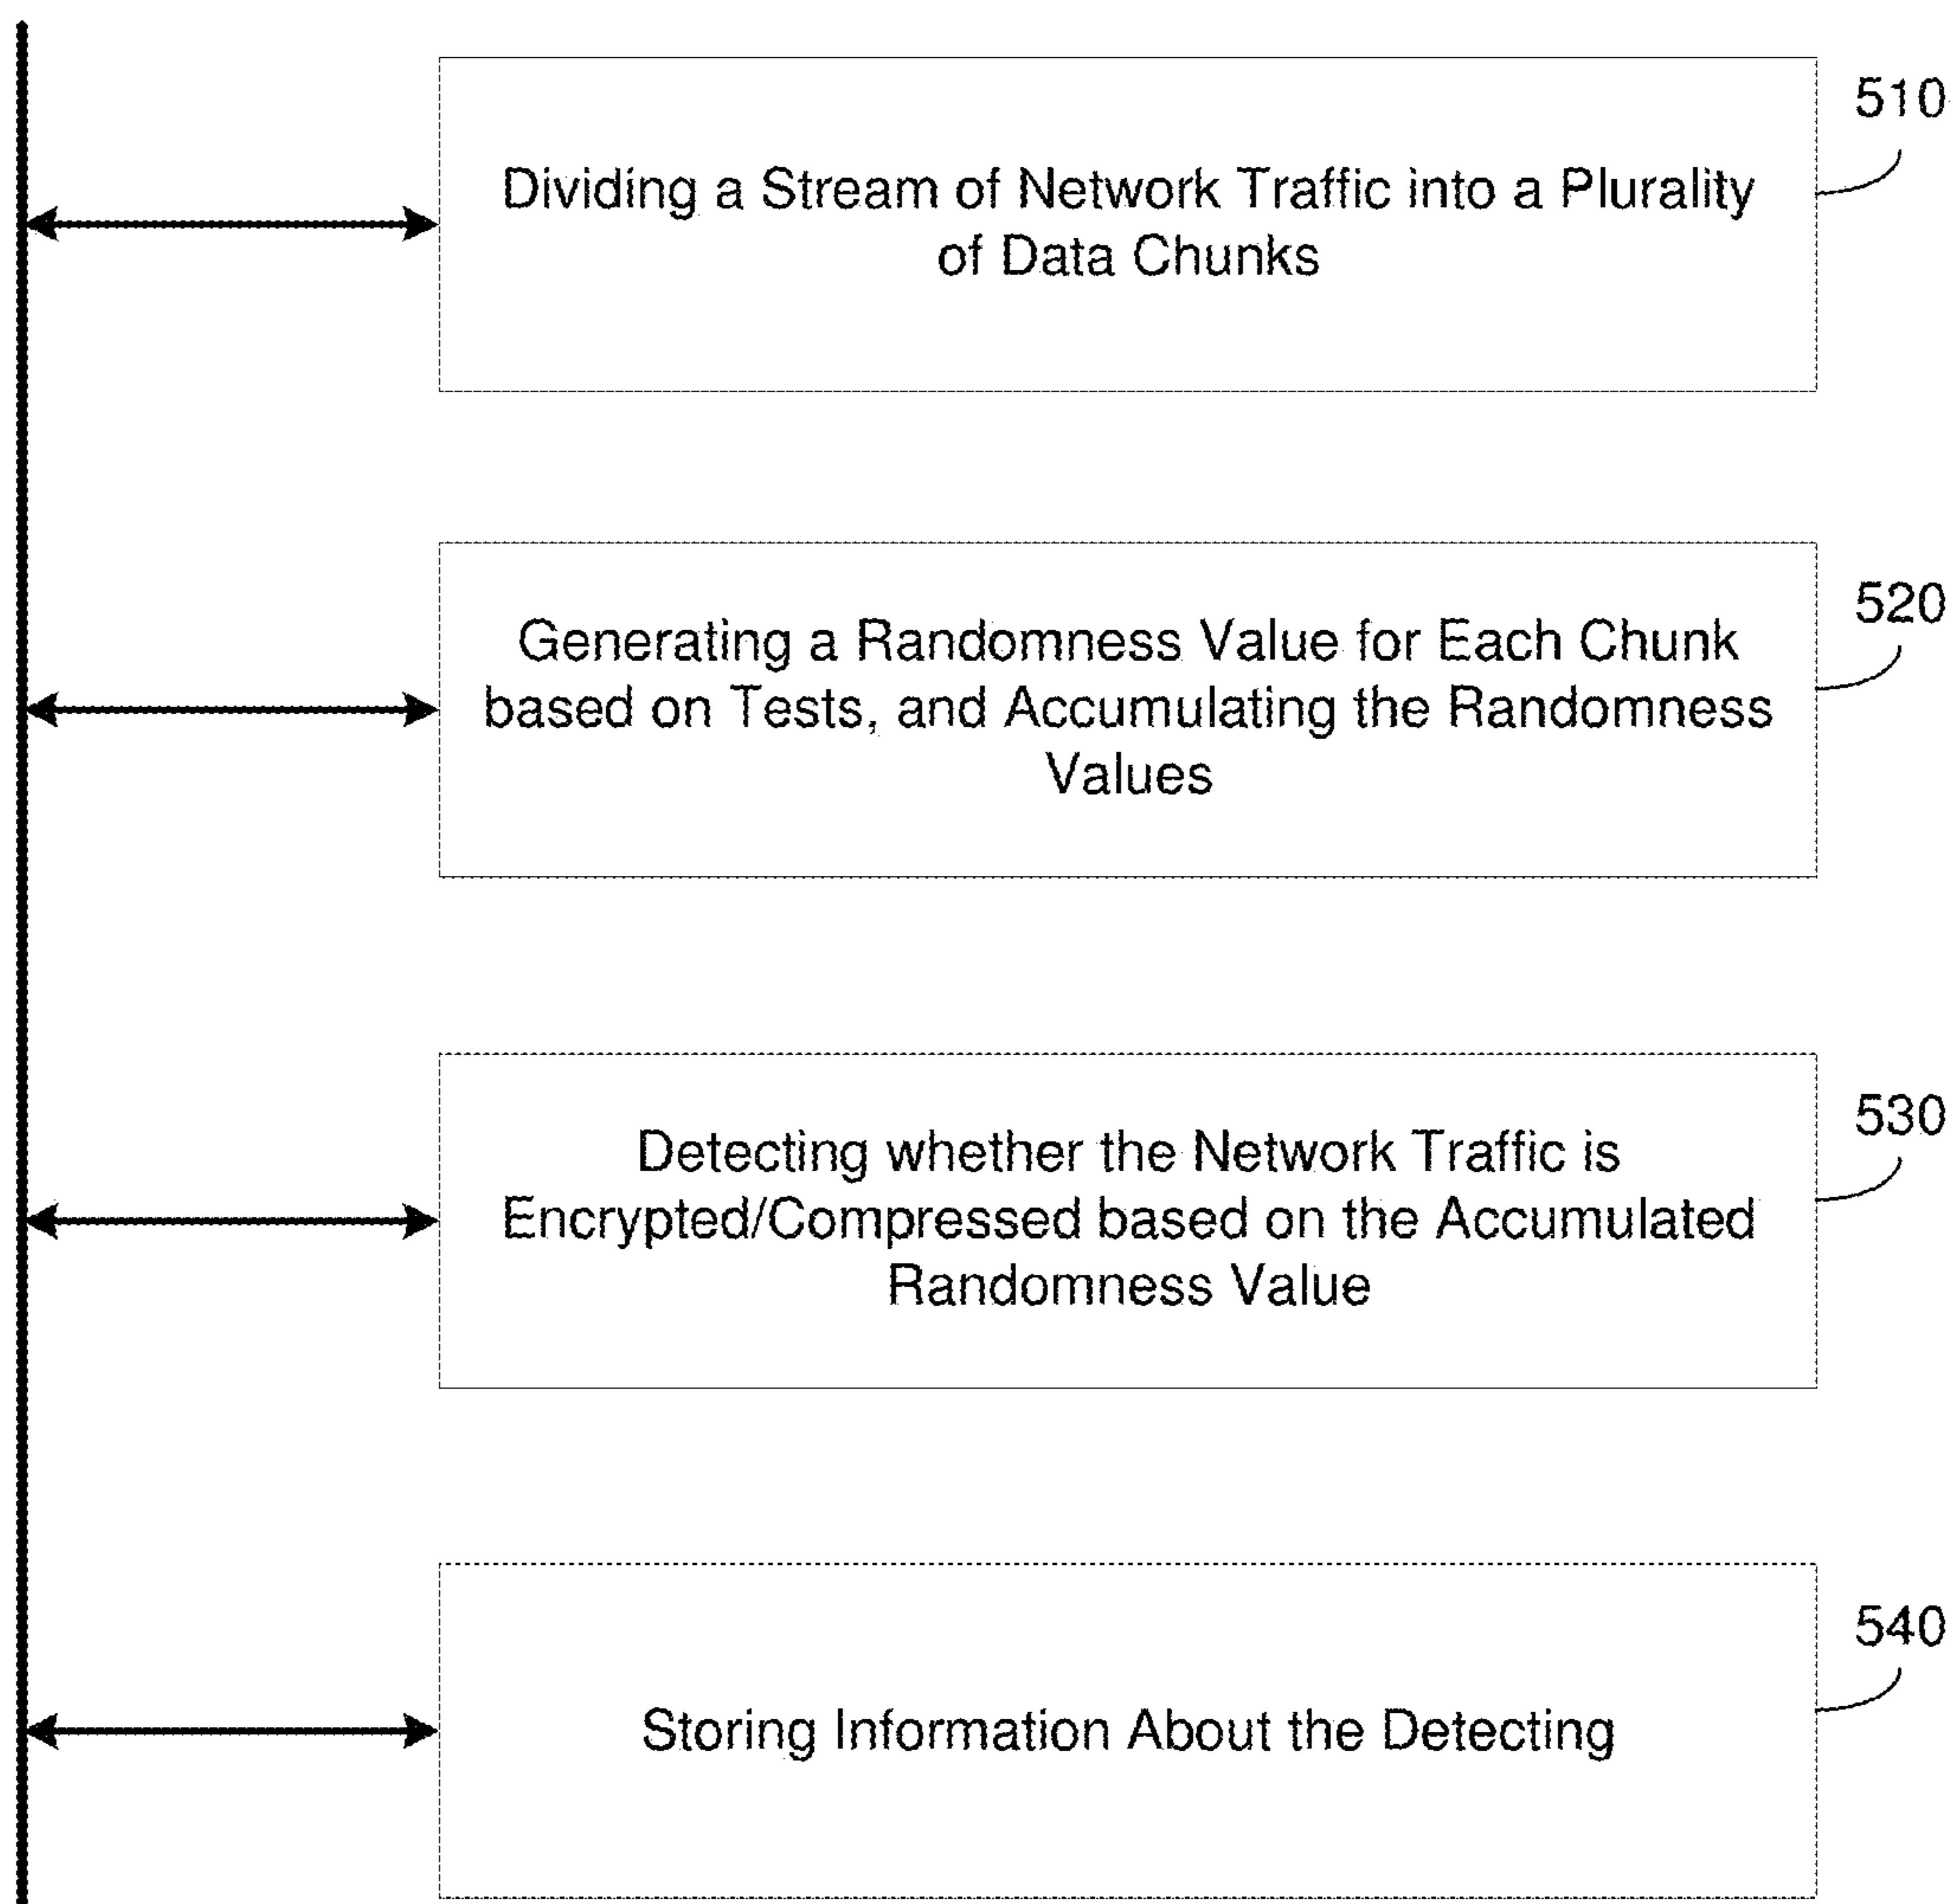 510
Dividing a Stream of Network Traffic into a Plurality
of Data Chunks
520
Generating a Randomness Value for Each Chunk
based on Tests, and Accumulating the Randomness
Values
530
Detecting whether the Network Traffic is
Encrypted/Compressed based on the Accumulated
Randomness Value
540
Storing Information About the Detecting